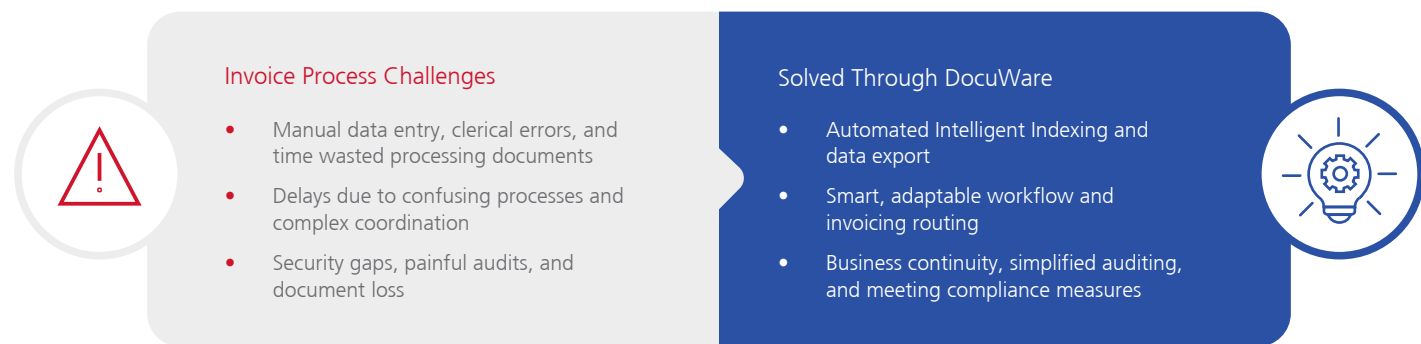 Invoice Process Challenges
• Manual data entry, clerical errors, and
time wasted processing documents
• Delays due to confusing processes and
complex coordination
• Security gaps, painful audits, and
document loss
Solved Through DocuWare
• Automated Intelligent Indexing and
data export
• Smart, adaptable workflow and
invoicing routing
• Business continuity, simplified auditing,
and meeting compliance measures